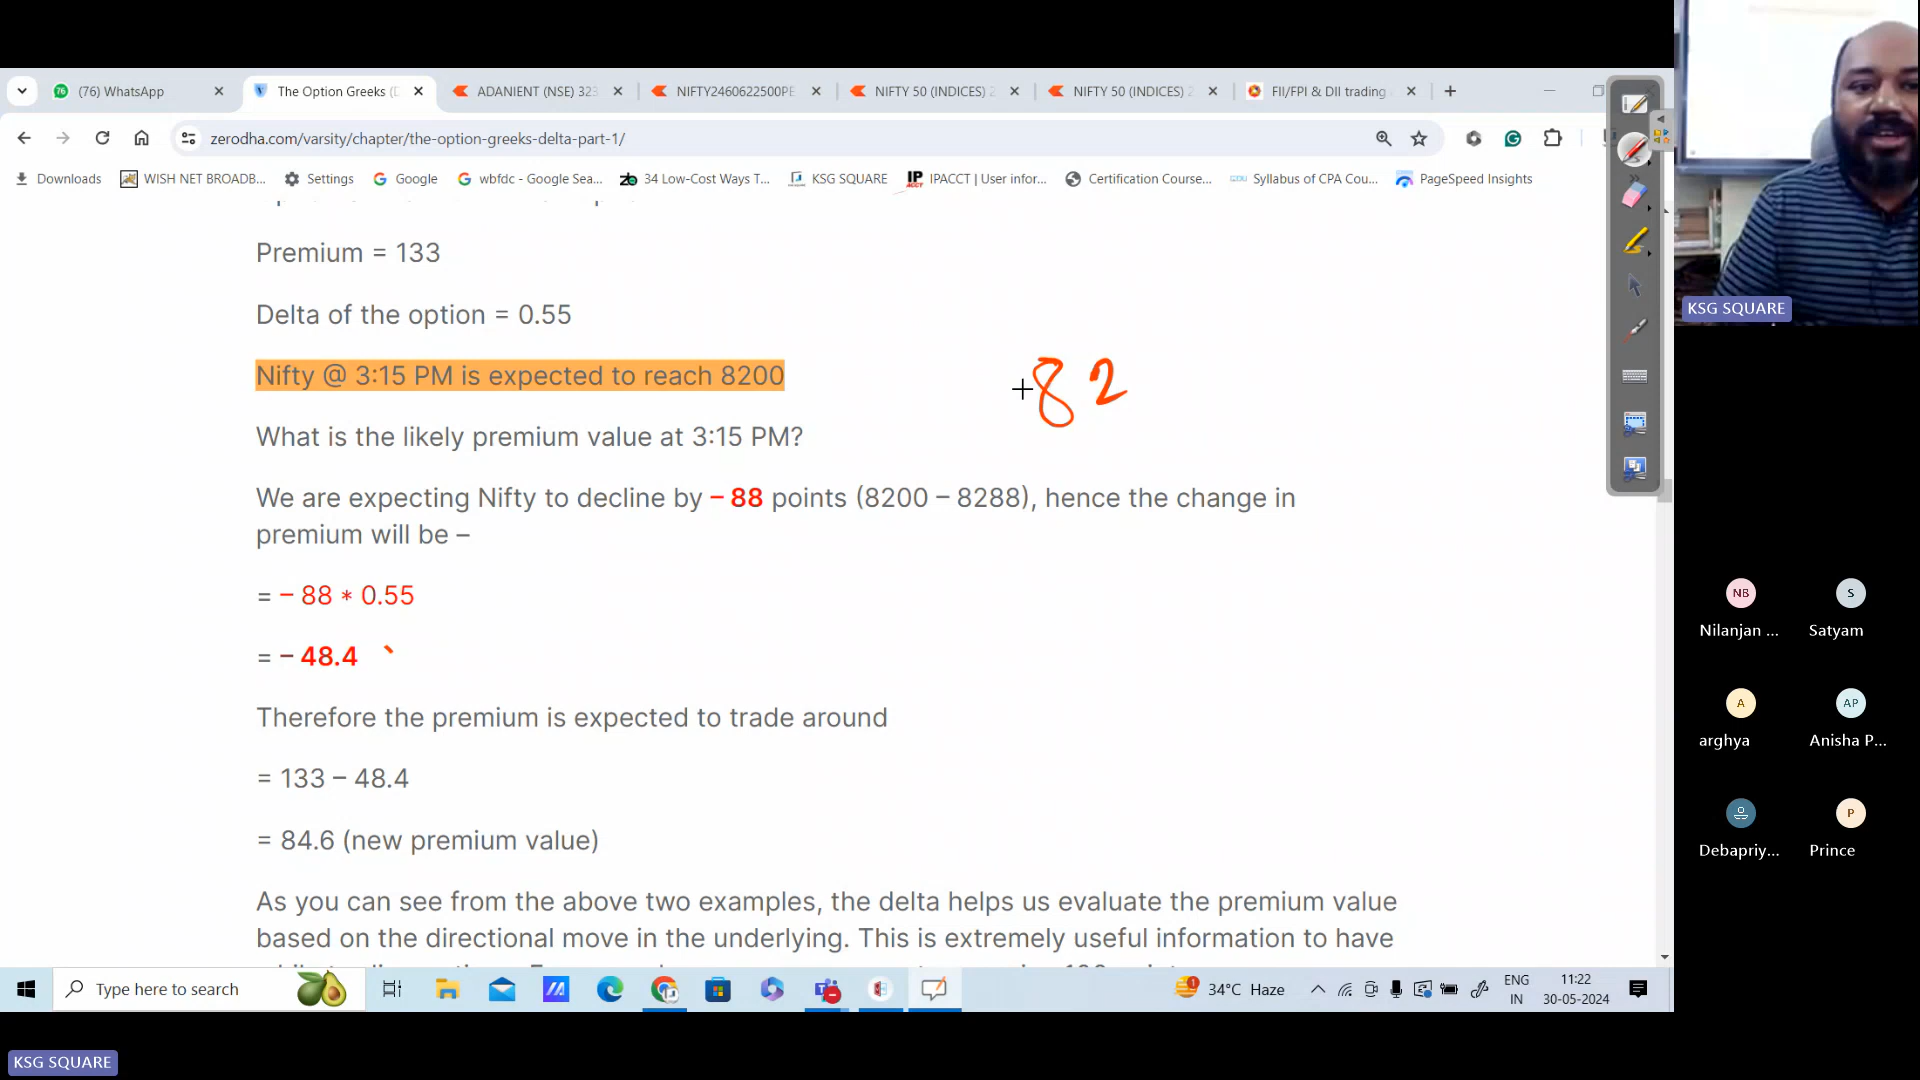 (76) WhatsApp
The Option Greeks (D
ADANIENT (NSE) 323
NIFTY2460622500PE
NIFTY 50 (INDICES) 2
NIFTY 50 (INDICES) 2
FII/FPI & DII trading
zerodha.com/varsity/chapter/the-option-greeks-delta-part-1/
Downloads
WISH NET BROADB...
Settings
Google
wbfdc - Google Sea...
34 Low-Cost Ways T...
KSG SQUARE
IPACCT | User infor...
Certification Course...
Syllabus of CPA Cou...
PageSpeed Insights
Premium = 133
Delta of the option = 0.55
Nifty @ 3:15 PM is expected to reach 8200
82
What is the likely premium value at 3:15 PM?
We are expecting Nifty to decline by – 88 points (8200 – 8288), hence the change in
premium will be –
= – 88 * 0.55
= – 48.4
Therefore the premium is expected to trade around
= 133 – 48.4
= 84.6 (new premium value)
As you can see from the above two examples, the delta helps us evaluate the premium value
based on the directional move in the underlying. This is extremely useful information to have
Type here to search
34°C Haze
ENG
IN
11:22
30-05-2024
KSG SQUARE
NB
Nilanjan ...
S
Satyam
A
arghya
AP
Anisha P...
Debapriy...
P
Prince
KSG SQUARE